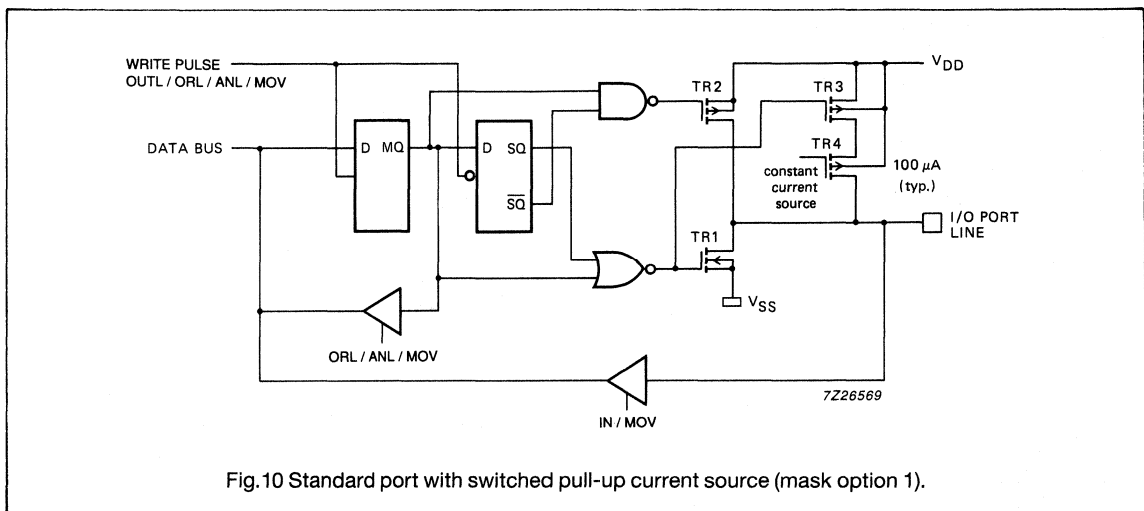 WRITE PULSE
OUTL / ORL / ANL / MOV
DATA BUS
D MQ
D SQ
S̅Q̅
TR2
TR3
V_DD
TR4
constant
current
source
100 μA
(typ.)
I/O PORT
LINE
TR1
V_SS
ORL / ANL / MOV
IN / MOV
7Z26569
Fig.10 Standard port with switched pull-up current source (mask option 1).